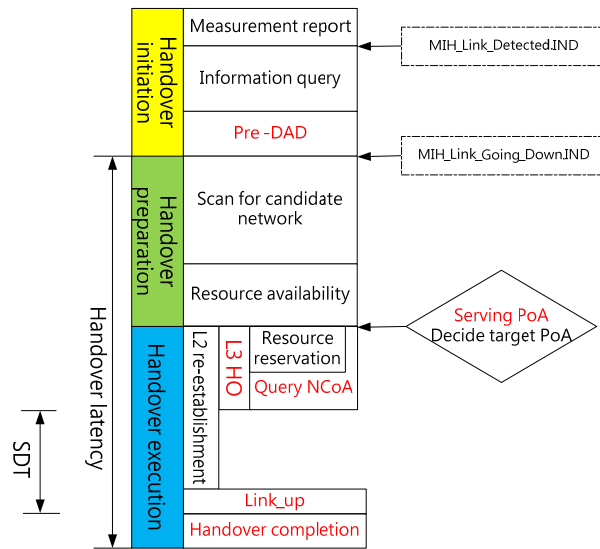 Handover
initiation
Measurement report
MIH_Link_Detected.IND
Information query
Pre -DAD
MIH_Link_Going_Down.IND
Handover
preparation
Scan for candidate
network
Resource availability
Serving PoA
Decide target PoA
Handover latency
SDT
Handover execution
L2 re-establishment
L3 HO
Resource
reservation
Query NCoA
Link_up
Handover completion